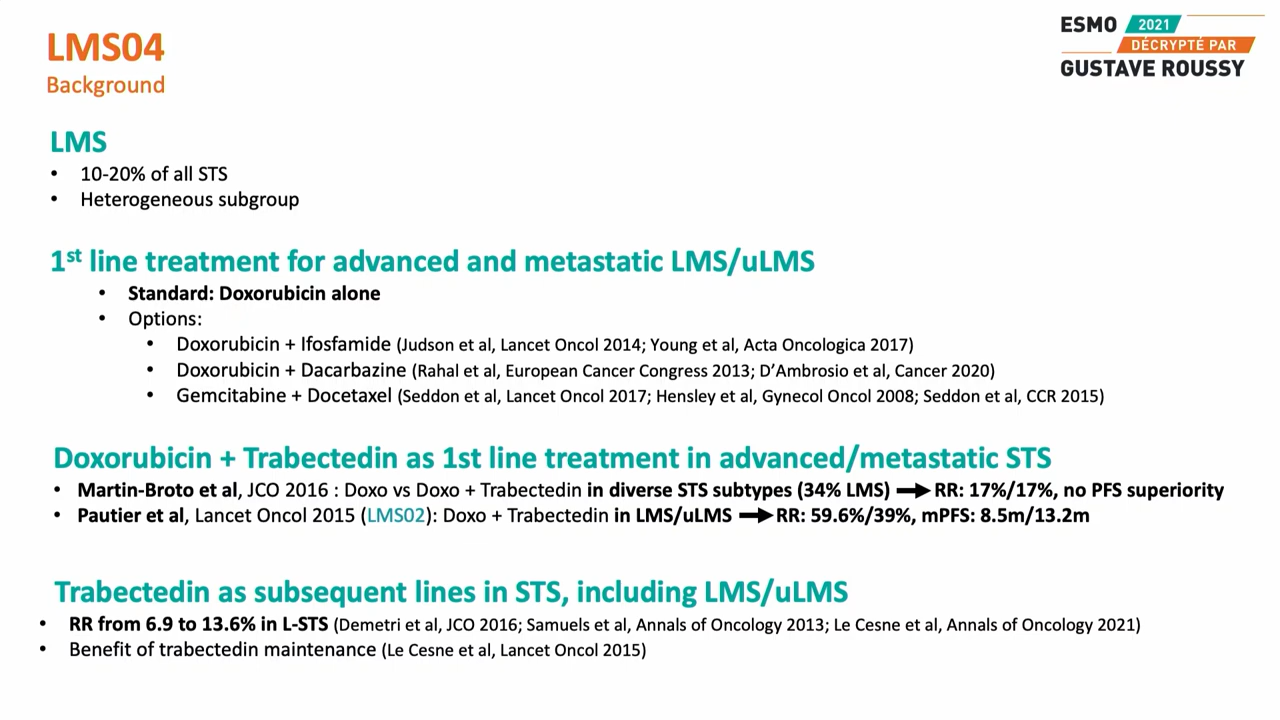 LMS04
Background
ESMO 2021
DÉCRYPTÉ PAR
GUSTAVE ROUSSY
LMS
• 10-20% of all STS
• Heterogeneous subgroup
1st line treatment for advanced and metastatic LMS/uLMS
• Standard: Doxorubicin alone
• Options:
• Doxorubicin + Ifosfamide (Judson et al, Lancet Oncol 2014; Young et al, Acta Oncologica 2017)
• Doxorubicin + Dacarbazine (Rahal et al, European Cancer Congress 2013; D'Ambrosio et al, Cancer 2020)
• Gemcitabine + Docetaxel (Seddon et al, Lancet Oncol 2017; Hensley et al, Gynecol Oncol 2008; Seddon et al, CCR 2015)
Doxorubicin + Trabectedin as 1st line treatment in advanced/metastatic STS
• Martin-Broto et al, JCO 2016 : Doxo vs Doxo + Trabectedin in diverse STS subtypes (34% LMS) → RR: 17%/17%, no PFS superiority
• Pautier et al, Lancet Oncol 2015 (LMS02): Doxo + Trabectedin in LMS/uLMS → RR: 59.6%/39%, mPFS: 8.5m/13.2m
Trabectedin as subsequent lines in STS, including LMS/uLMS
• RR from 6.9 to 13.6% in L-STS (Demetri et al, JCO 2016; Samuels et al, Annals of Oncology 2013; Le Cesne et al, Annals of Oncology 2021)
• Benefit of trabectedin maintenance (Le Cesne et al, Lancet Oncol 2015)